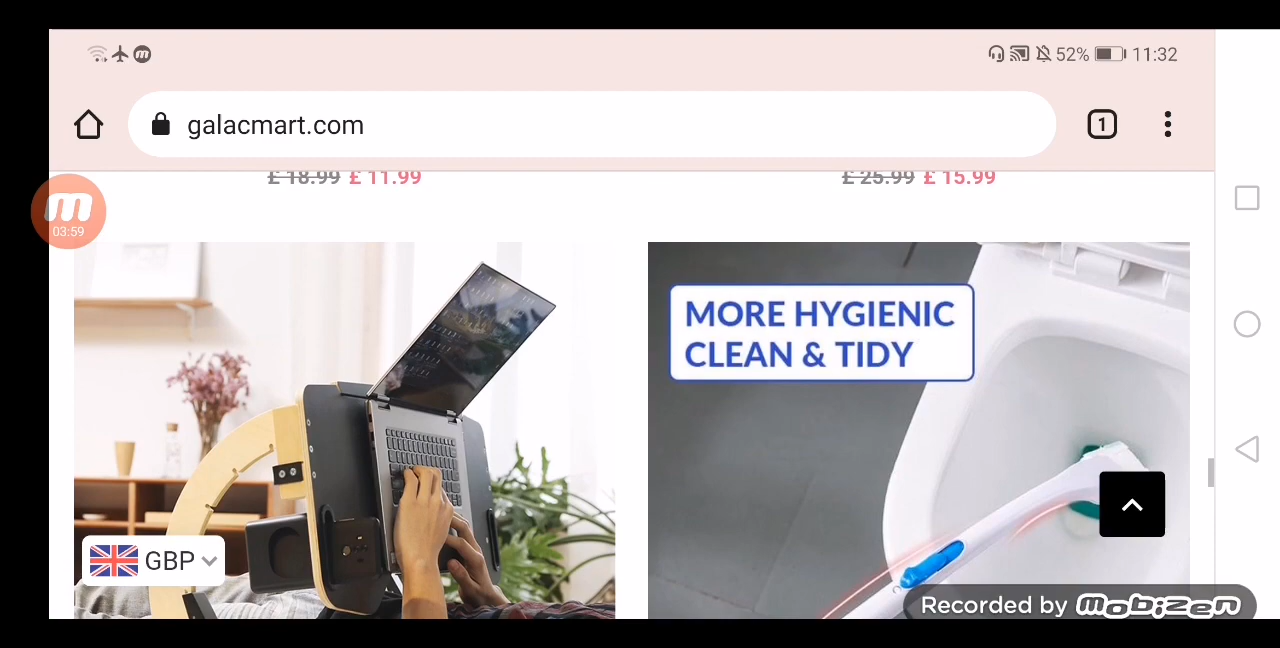 52% 11:32
galacmart.com
1
£ 18.99 £ 11.99
£ 25.99 £ 15.99
m
03:59
MORE HYGIENIC
CLEAN & TIDY
GBP
Recorded by mobizen